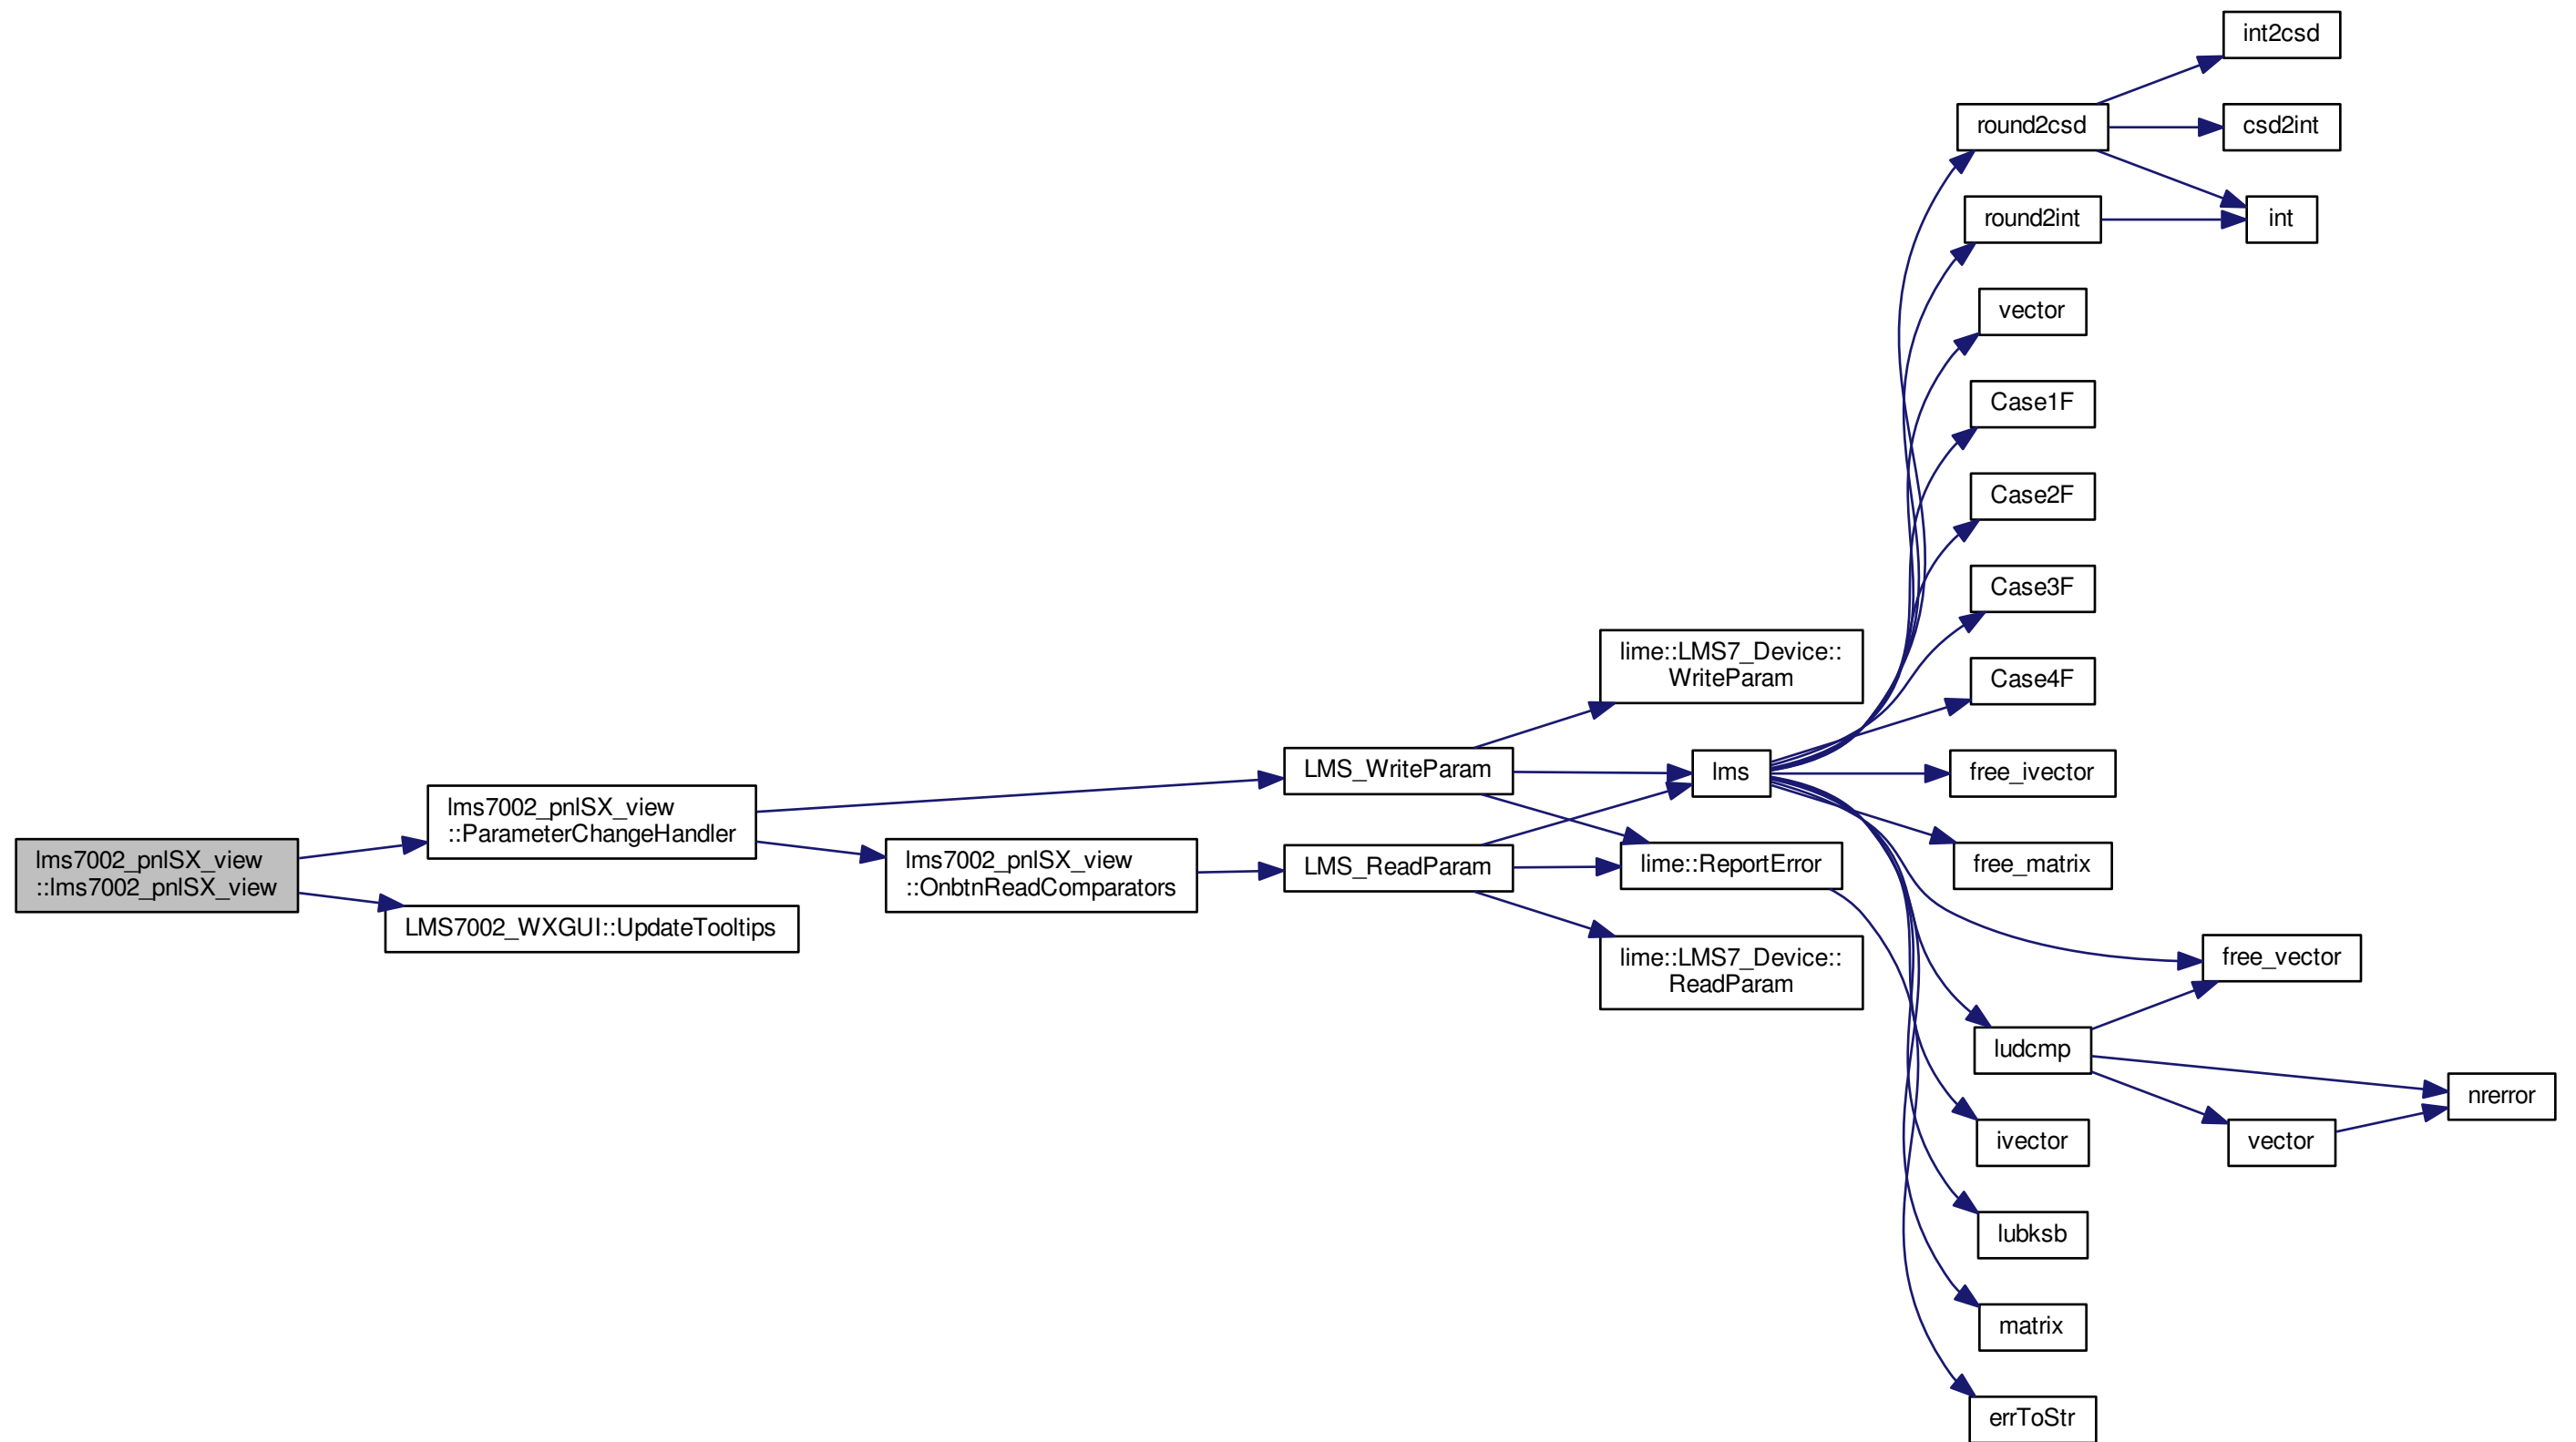 int2csd
round2csd
csd2int
round2int
int
vector
Case1F
Case2F
Case3F
lime::LMS7_Device::
WriteParam
Case4F
LMS_WriteParam
lms
free_ivector
lms7002_pnlSX_view
::ParameterChangeHandler
lms7002_pnlSX_view
::lms7002_pnlSX_view
lms7002_pnlSX_view
::OnbtnReadComparators
LMS_ReadParam
lime::ReportError
free_matrix
LMS7002_WXGUI::UpdateTooltips
lime::LMS7_Device::
ReadParam
free_vector
ludcmp
nrerror
ivector
vector
lubksb
matrix
errToStr